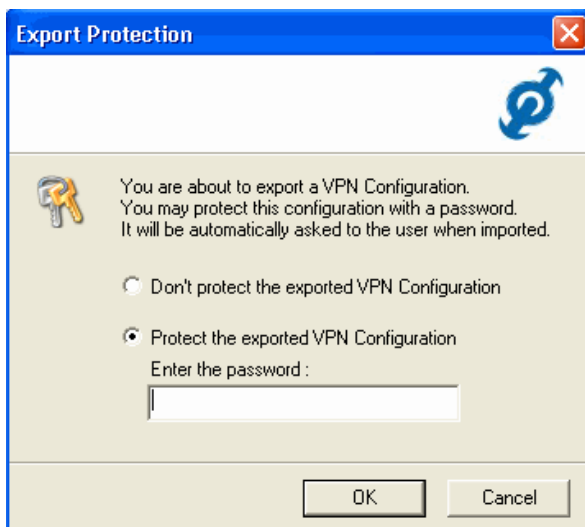 Export Protection
You are about to export a VPN Configuration.
You may protect this configuration with a password.
It will be automatically asked to the user when imported.
Don't protect the exported VPN Configuration
Protect the exported VPN Configuration
Enter the password :
OK
Cancel